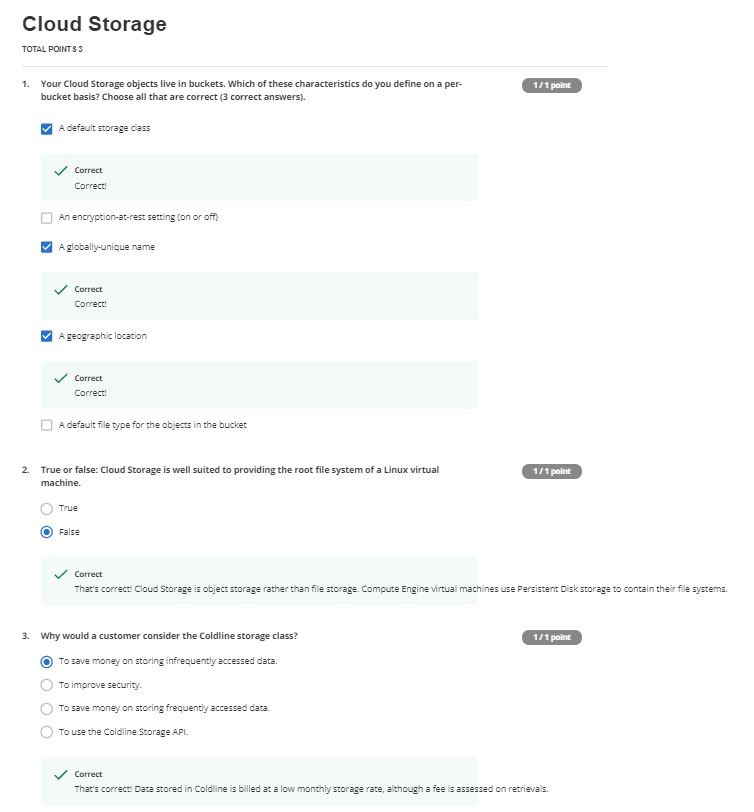 Cloud Storage
TOTAL POINTS 3
1. Your Cloud Storage objects live in buckets. Which of these characteristics do you define on a per-
bucket basis? Choose all that are correct (3 correct answers).
1 / 1 point
A default storage class
Correct
Correct!
An encryption-at-rest setting (on or off)
A globally-unique name
Correct
Correct!
A geographic location
Correct
Correct!
A default file type for the objects in the bucket
2. True or false: Cloud Storage is well suited to providing the root file system of a Linux virtual
machine.
1 / 1 point
True
False
Correct
That's correct! Cloud Storage is object storage rather than file storage. Compute Engine virtual machines use Persistent Disk storage to contain their file systems.
3. Why would a customer consider the Coldline storage class?
1 / 1 point
To save money on storing infrequently accessed data.
To improve security.
To save money on storing frequently accessed data.
To use the Coldline Storage API.
Correct
That's correct! Data stored in Coldline is billed at a low monthly storage rate, although a fee is assessed on retrievals.